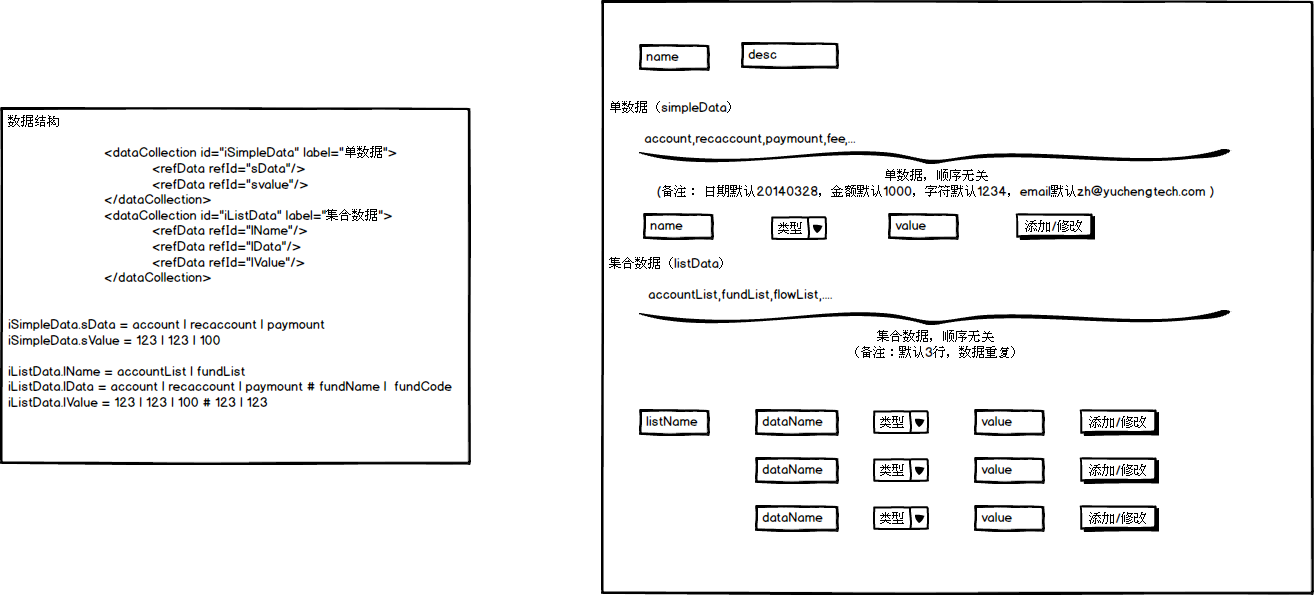 数据结构
<dataCollection id="iSimpleData" label="单数据">
<refData refId="sData"/>
<refData refId="svalue"/>
</dataCollection>
<dataCollection id="iListData" label="集合数据">
<refData refId="lName"/>
<refData refId="lData"/>
<refData refId="lValue"/>
</dataCollection>
iSimpleData.sData = account | recaccount | paymount
iSimpleData.sValue = 123 | 123 | 100
iListData.lName = accountList | fundList
iListData.lData = account | recaccount | paymount # fundName | fundCode
iListData.lValue = 123 | 123 | 100 # 123 | 123
name desc
单数据（simpleData）
account,recaccount,paymount,fee,...
单数据，顺序无关
(备注： 日期默认20140328，金额默认1000，字符默认1234，email默认zh@yuchengtech.com )
name 类型 value 添加/修改
集合数据（listData）
accountList,fundList,flowList,....
集合数据，顺序无关
（备注：默认3行，数据重复）
listName dataName 类型 value 添加/修改
dataName 类型 value 添加/修改
dataName 类型 value 添加/修改